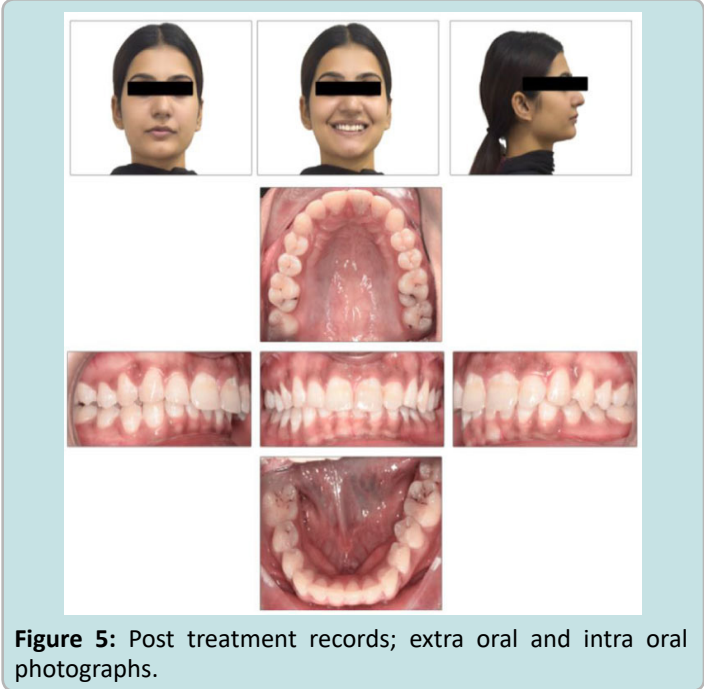 Figure 5: Post treatment records; extra oral and intra oral
photographs.